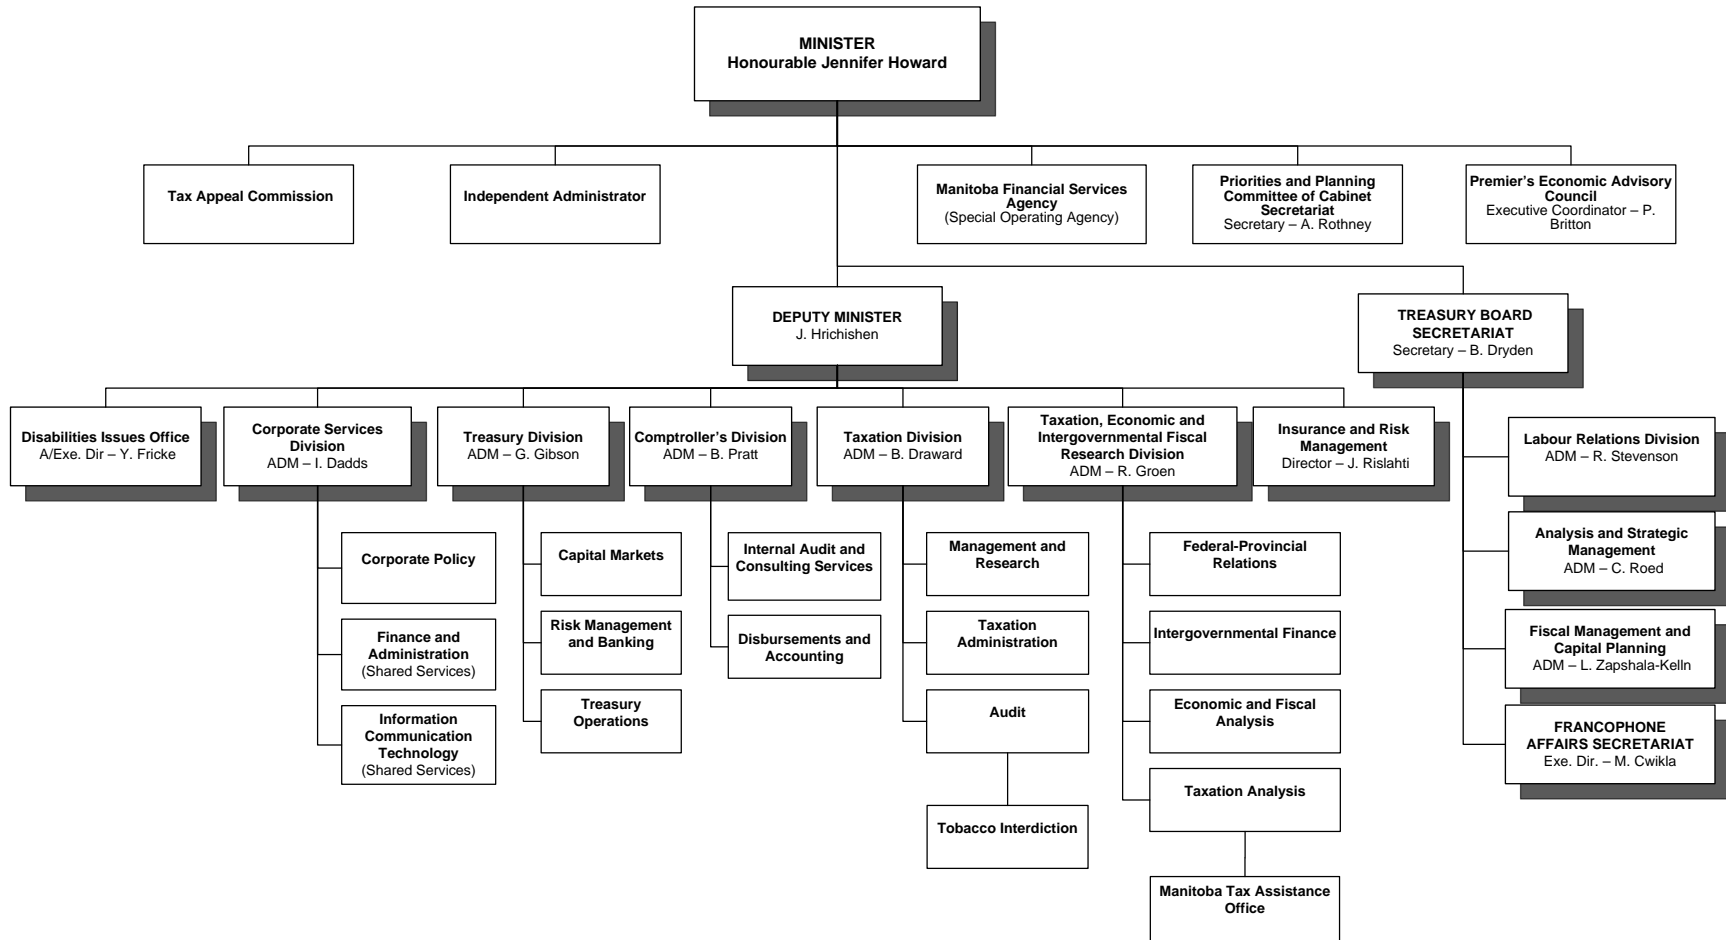 MINISTER
Honourable Jennifer Howard
Tax Appeal Commission
Independent Administrator
Manitoba Financial Services
Agency
(Special Operating Agency)
Priorities and Planning
Committee of Cabinet
Secretariat
Secretary – A. Rothney
Premier's Economic Advisory
Council
Executive Coordinator – P.
Britton
DEPUTY MINISTER
J. Hrichishen
TREASURY BOARD
SECRETARIAT
Secretary – B. Dryden
Disabilities Issues Office
A/Exe. Dir – Y. Fricke
Corporate Services
Division
ADM – I. Dadds
Treasury Division
ADM – G. Gibson
Comptroller's Division
ADM – B. Pratt
Taxation Division
ADM – B. Draward
Taxation, Economic and
Intergovernmental Fiscal
Research Division
ADM – R. Groen
Insurance and Risk
Management
Director – J. Rislahti
Labour Relations Division
ADM – R. Stevenson
Analysis and Strategic
Management
ADM – C. Roed
Fiscal Management and
Capital Planning
ADM – L. Zapshala-Kelln
FRANCOPHONE
AFFAIRS SECRETARIAT
Exe. Dir. – M. Cwikla
Corporate Policy
Finance and
Administration
(Shared Services)
Information
Communication
Technology
(Shared Services)
Capital Markets
Risk Management
and Banking
Treasury
Operations
Internal Audit and
Consulting Services
Disbursements and
Accounting
Management and
Research
Taxation
Administration
Audit
Tobacco Interdiction
Federal-Provincial
Relations
Intergovernmental Finance
Economic and Fiscal
Analysis
Taxation Analysis
Manitoba Tax Assistance
Office